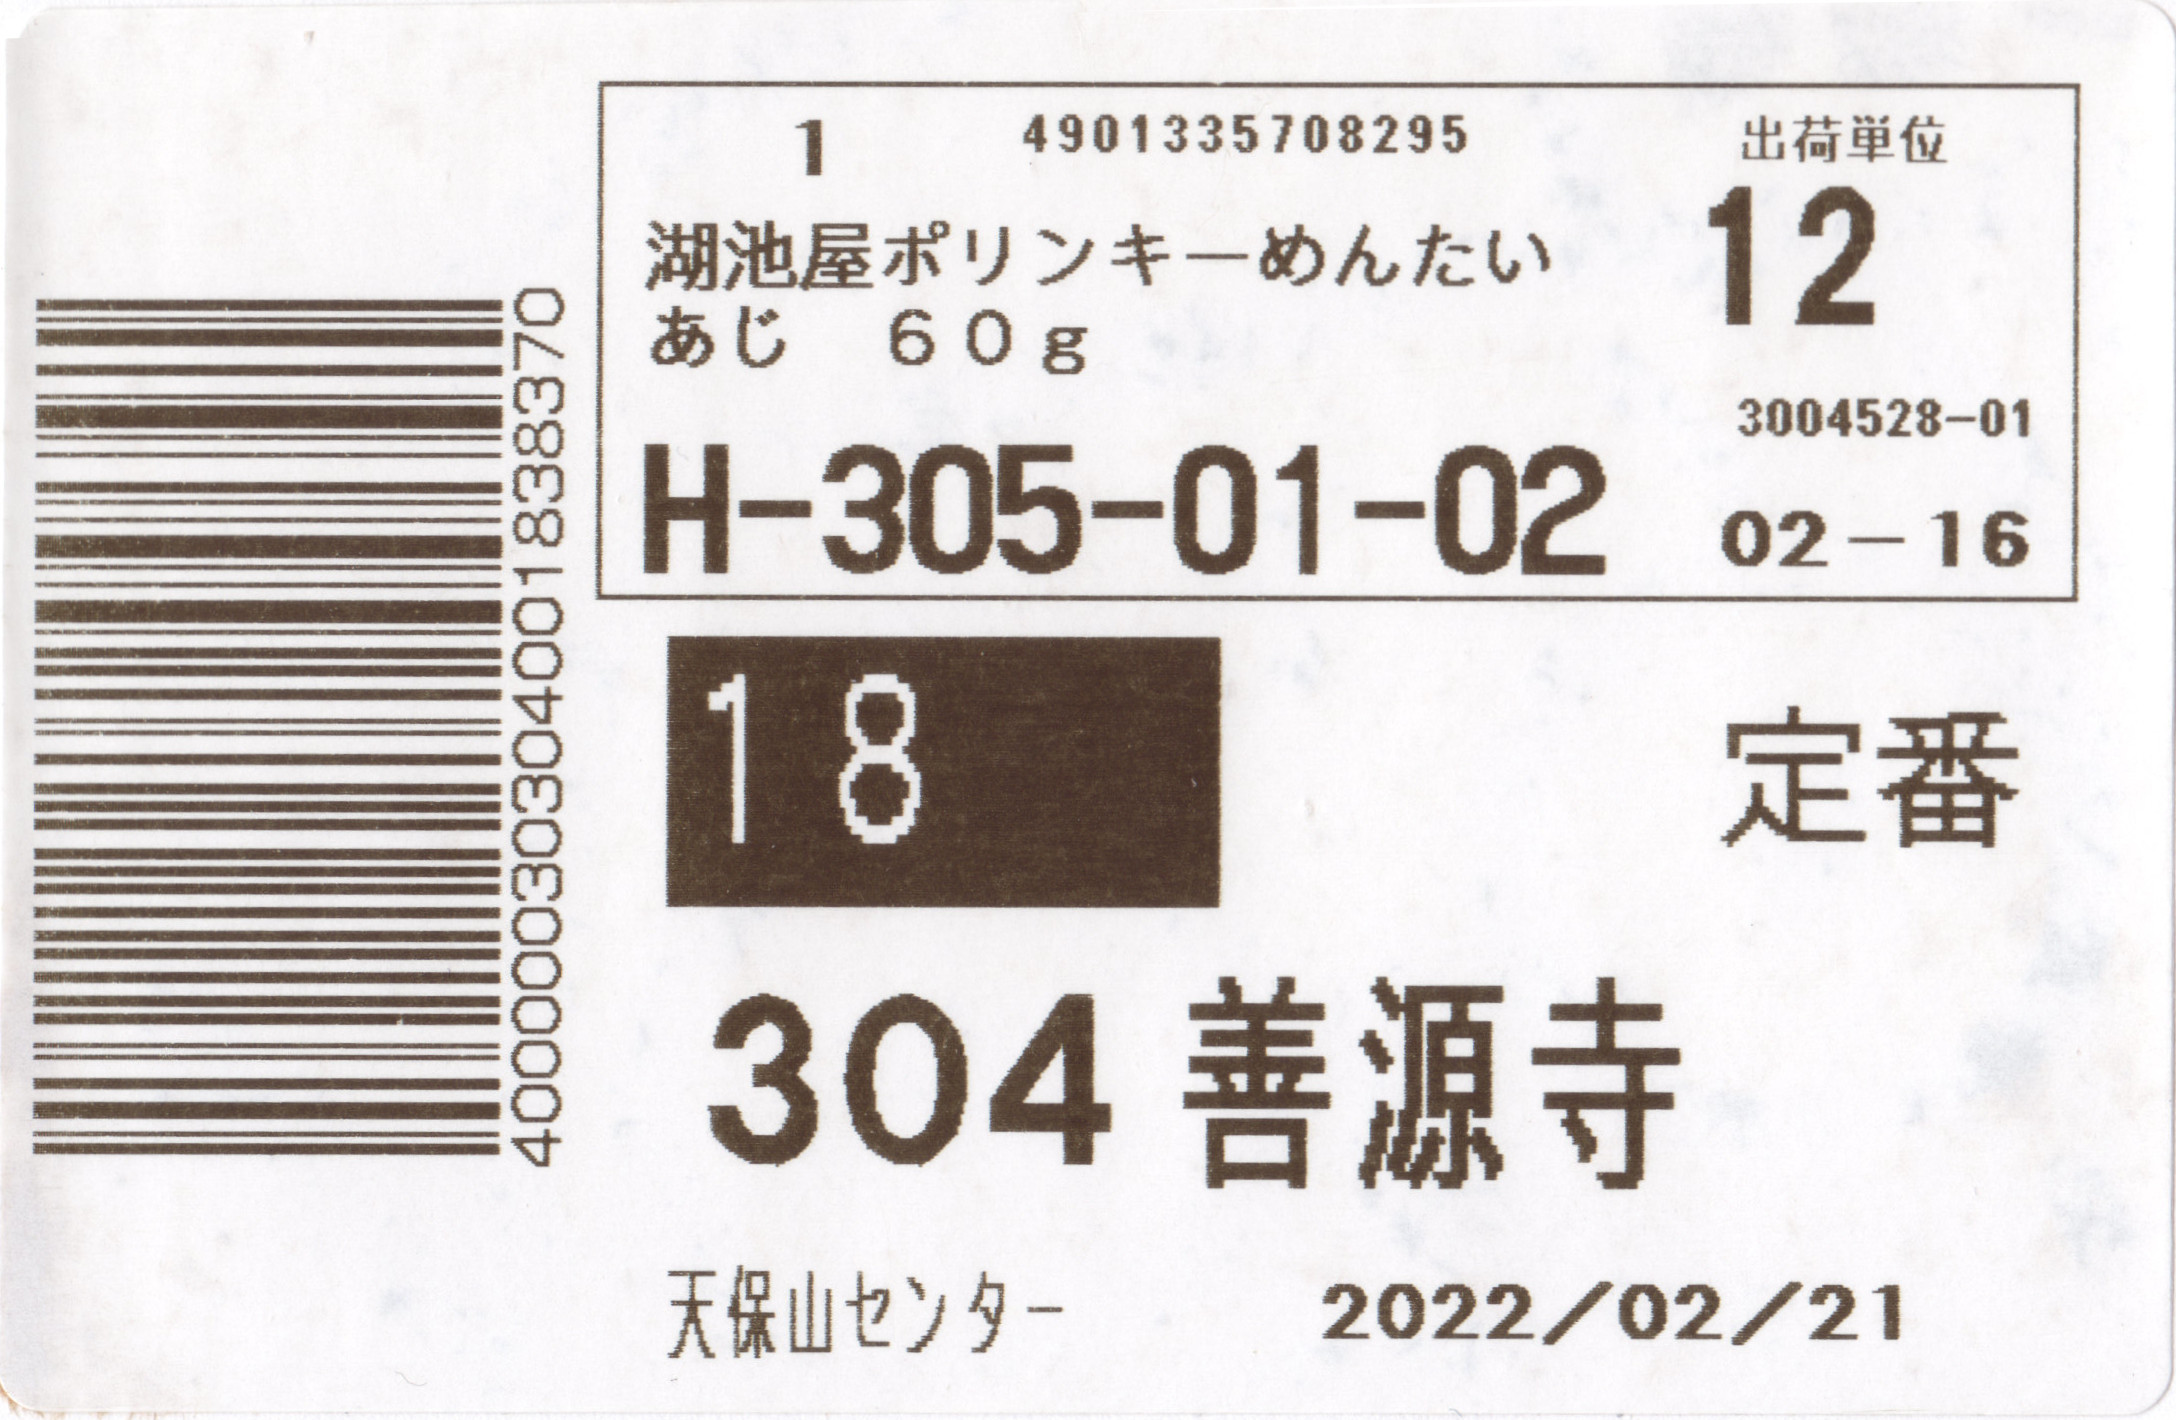 1 4901335708295 出荷単位
12
湖池屋ポリンキーめんたい
あじ　６０ｇ
3004528-01
H-305-01-02
02-16
18
定番
304 善源寺
天保山センター 2022/02/21
400000303040018383​70